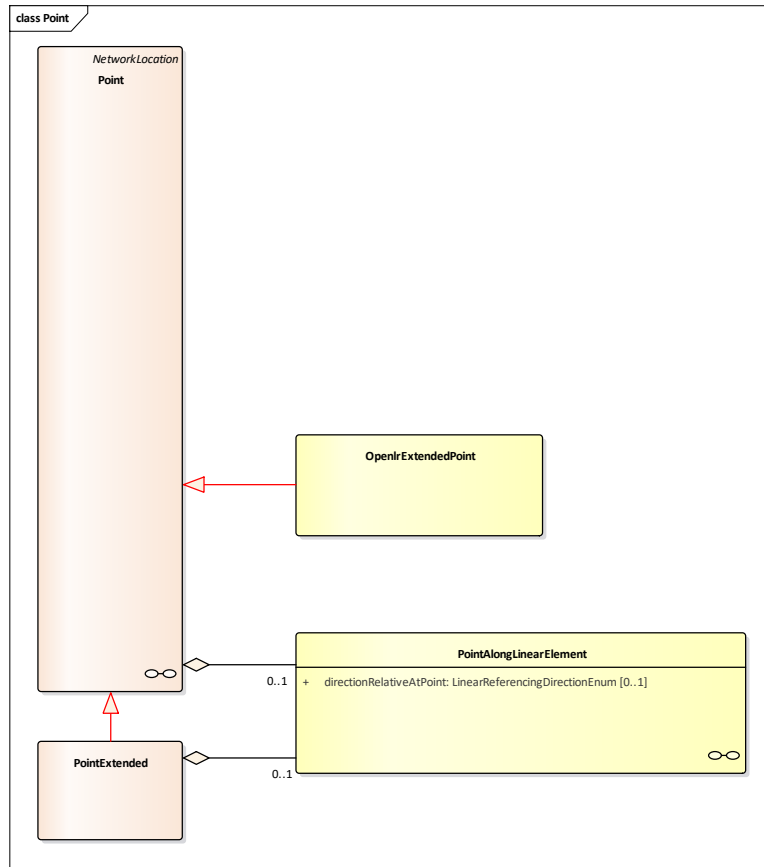 class Point
NetworkLocation
Point
OpenlrExtendedPoint
PointAlongLinearElement
0..1
+ directionRelativeAtPoint: LinearReferencingDirectionEnum [0..1]
PointExtended
0..1